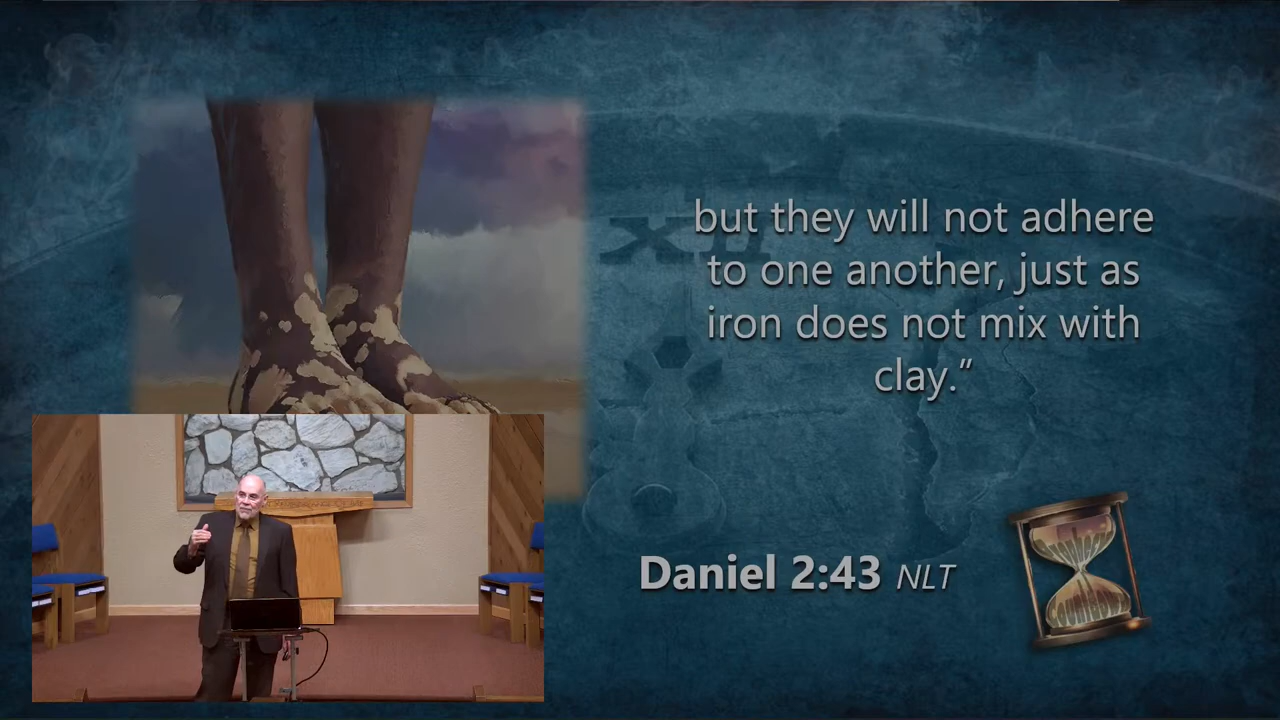 but they will not adhere
to one another, just as
iron does not mix with
clay.”
Daniel 2:43 NLT
XII